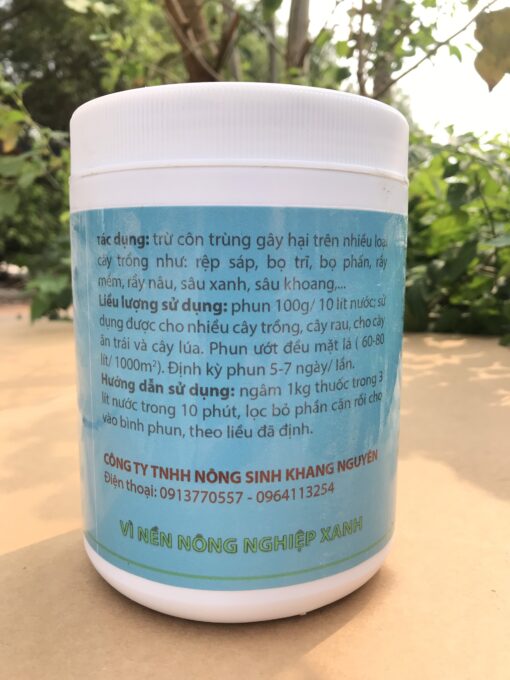 tác dụng: trừ côn trùng gây hại trên nhiều loại
cây trồng như: rệp sáp, bọ trĩ, bọ phấn, rầy
mềm, rầy nâu, sâu xanh, sâu khoang,...
Liều lượng sử dụng: phun 100g/ 10 lít nước: sử
dụng được cho nhiều cây trồng, cây rau, cho cây
ăn trái và cây lúa. Phun ướt đều mặt lá ( 60-80
lít/ 1000m²). Định kỳ phun 5-7 ngày/ lần.
Hướng dẫn sử dụng: ngâm 1kg thuốc trong 3
lít nước trong 10 phút, lọc bỏ phần cặn rồi cho
vào bình phun, theo liều đã định.
CÔNG TY TNHH NÔNG SINH KHANG NGUYÊN
Điện thoại: 0913770557 - 0964113254
VÌ NỀN NÔNG NGHIỆP XANH